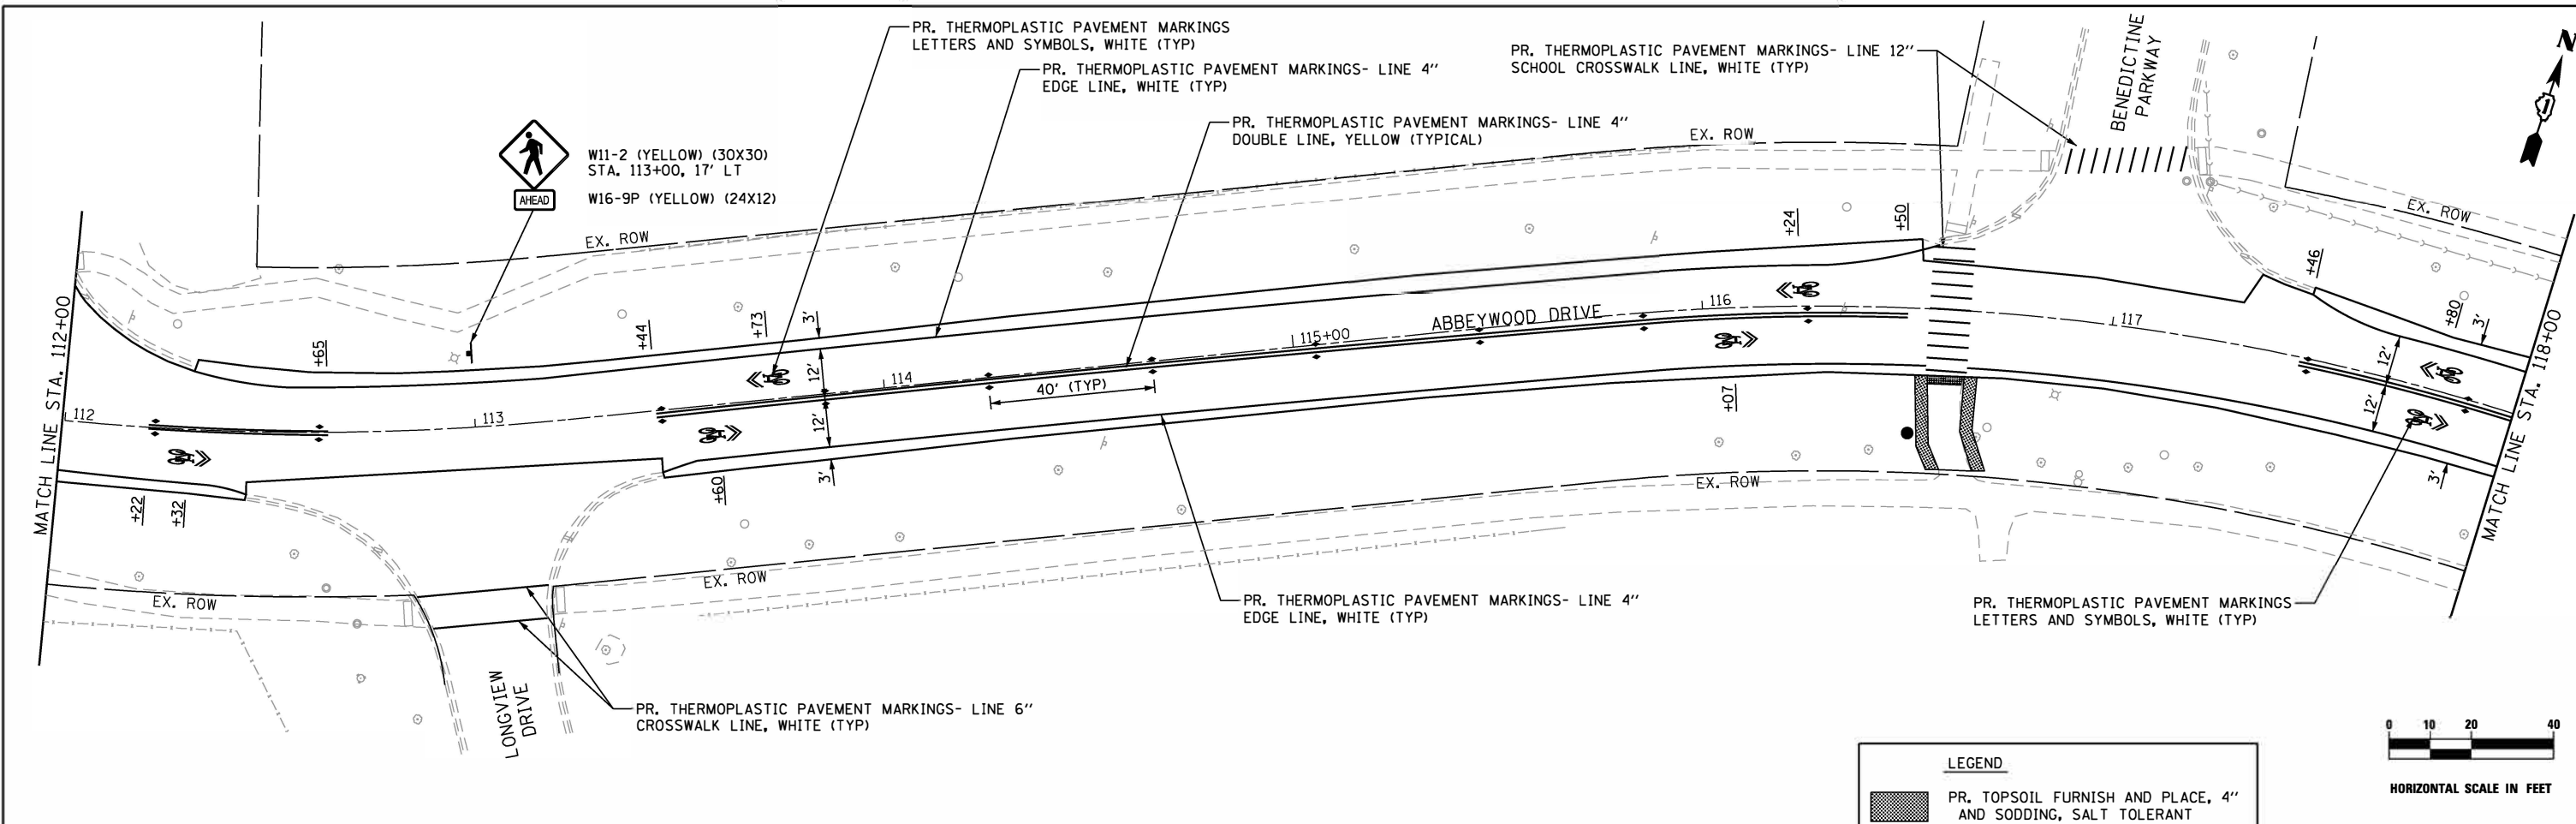 PR. THERMOPLASTIC PAVEMENT MARKINGS
LETTERS AND SYMBOLS, WHITE (TYP)
PR. THERMOPLASTIC PAVEMENT MARKINGS- LINE 4''
EDGE LINE, WHITE (TYP)
PR. THERMOPLASTIC PAVEMENT MARKINGS- LINE 4''
DOUBLE LINE, YELLOW (TYPICAL)
PR. THERMOPLASTIC PAVEMENT MARKINGS- LINE 12''
SCHOOL CROSSWALK LINE, WHITE (TYP)
BENEDICTINE
PARKWAY
N
W11-2 (YELLOW) (30X30)
STA. 113+00, 17' LT
AHEAD
W16-9P (YELLOW) (24X12)
EX. ROW
EX. ROW
EX. ROW
MATCH LINE STA. 112+00
+65
+44
+73
3'
+24
+50
+46
+80
3'
112
113
114
115+00
ABBEYWOOD DRIVE
116
117
12'
12'
3'
40' (TYP)
12'
12'
3'
+22
+32
+60
+07
MATCH LINE STA. 118+00
EX. ROW
EX. ROW
EX. ROW
LONGVIEW
DRIVE
PR. THERMOPLASTIC PAVEMENT MARKINGS- LINE 6''
CROSSWALK LINE, WHITE (TYP)
PR. THERMOPLASTIC PAVEMENT MARKINGS- LINE 4''
EDGE LINE, WHITE (TYP)
PR. THERMOPLASTIC PAVEMENT MARKINGS
LETTERS AND SYMBOLS, WHITE (TYP)
LEGEND
PR. TOPSOIL FURNISH AND PLACE, 4''
AND SODDING, SALT TOLERANT
0 10 20 40
HORIZONTAL SCALE IN FEET